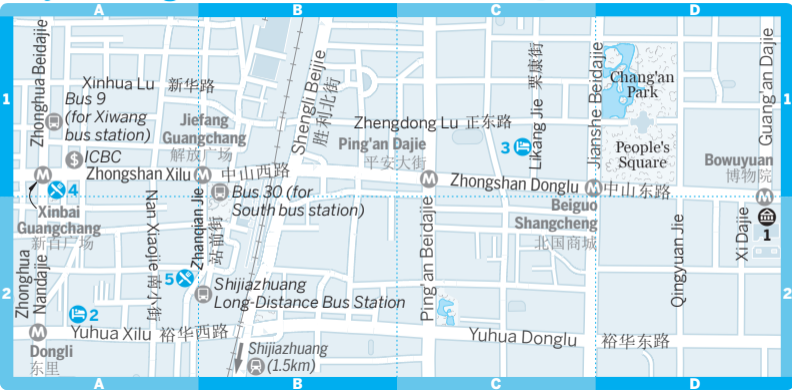 A
B
C
D
1
2
Zhonghua Beidajie
Xinhua Lu 新华路
Bus 9
(for Xiwang
bus station)
ICBC
Jiefang
Guangchang
解放广场
Shengli Beijie
胜利北街
Zhengdong Lu 正东路
Ping'an Dajie
平安大街
3
Likang Jie 栗康街
Jianshe Beidajie
Chang'an
Park
People's
Square
Guang'an Dajie
1
Bowuyuan
博物院
4
Zhongshan Xilu
中山西路
Zhongshan Donglu
中山东路
Xinbai
Guangchang
新百广场
Nan Xiaojie 南小街
Zhanqian Jie
站前街
Bus 30 (for
South bus station)
Beiguo
Shangcheng
北国商城
Ping'an Beidajie
Qingyuan Jie
Xi Dajie
1
2
Zhonghua
Nandajie
5
Shijiazhuang
Long-Distance Bus Station
2
Yuhua Xilu 裕华西路
Yuhua Donglu 裕华东路
Dongli
东里
Shijiazhuang
(1.5km)
A
B
C
D